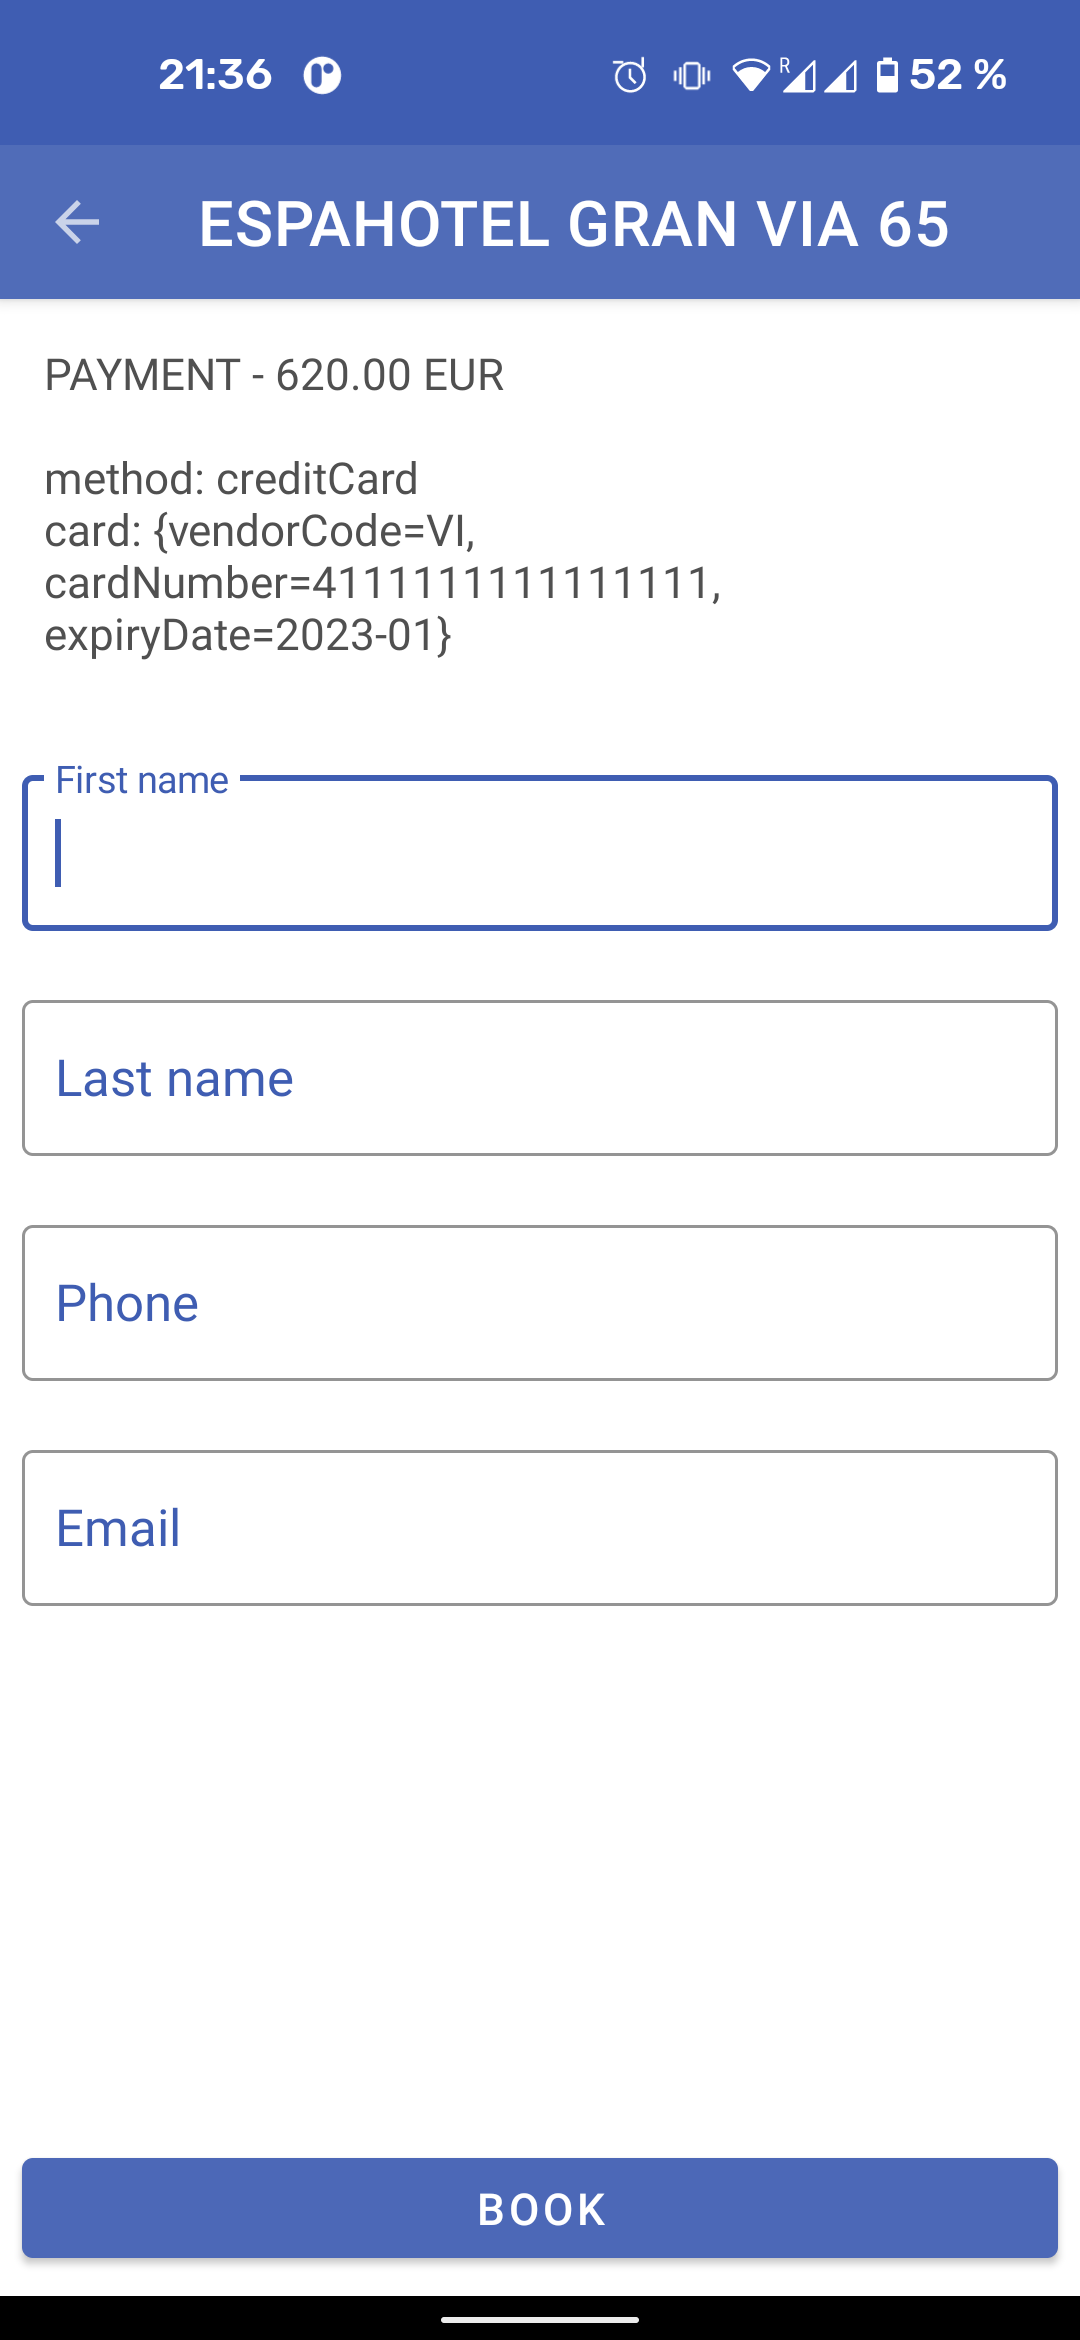 21:36 R 52 %
ESPAHOTEL GRAN VIA 65
PAYMENT - 620.00 EUR
method: creditCard
card: {vendorCode=VI,
cardNumber=4111111111111111,
expiryDate=2023-01}
First name
Last name
Phone
Email
BOOK